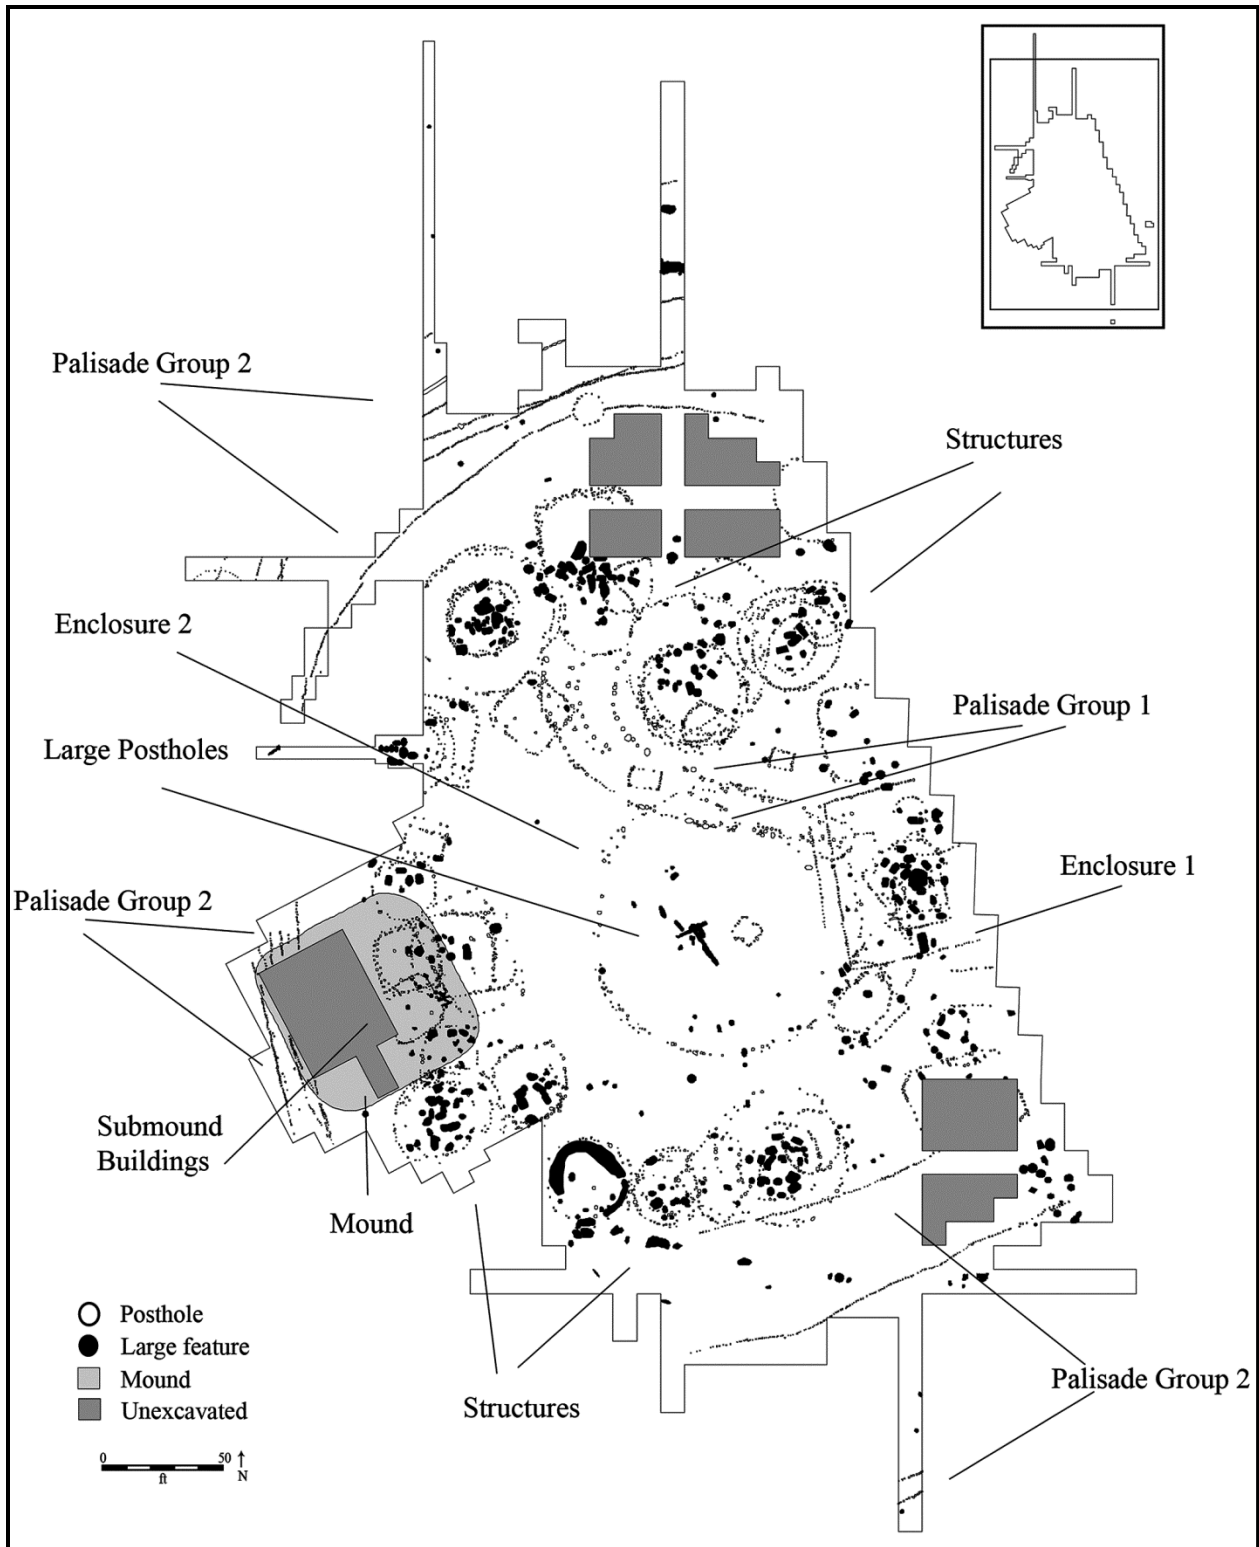 Palisade Group 2
Structures
Enclosure 2
Palisade Group 1
Large Postholes
Enclosure 1
Palisade Group 2
Submound
Buildings
Mound
Posthole
Large feature
Mound
Unexcavated
0 50
ft
N
Structures
Palisade Group 2